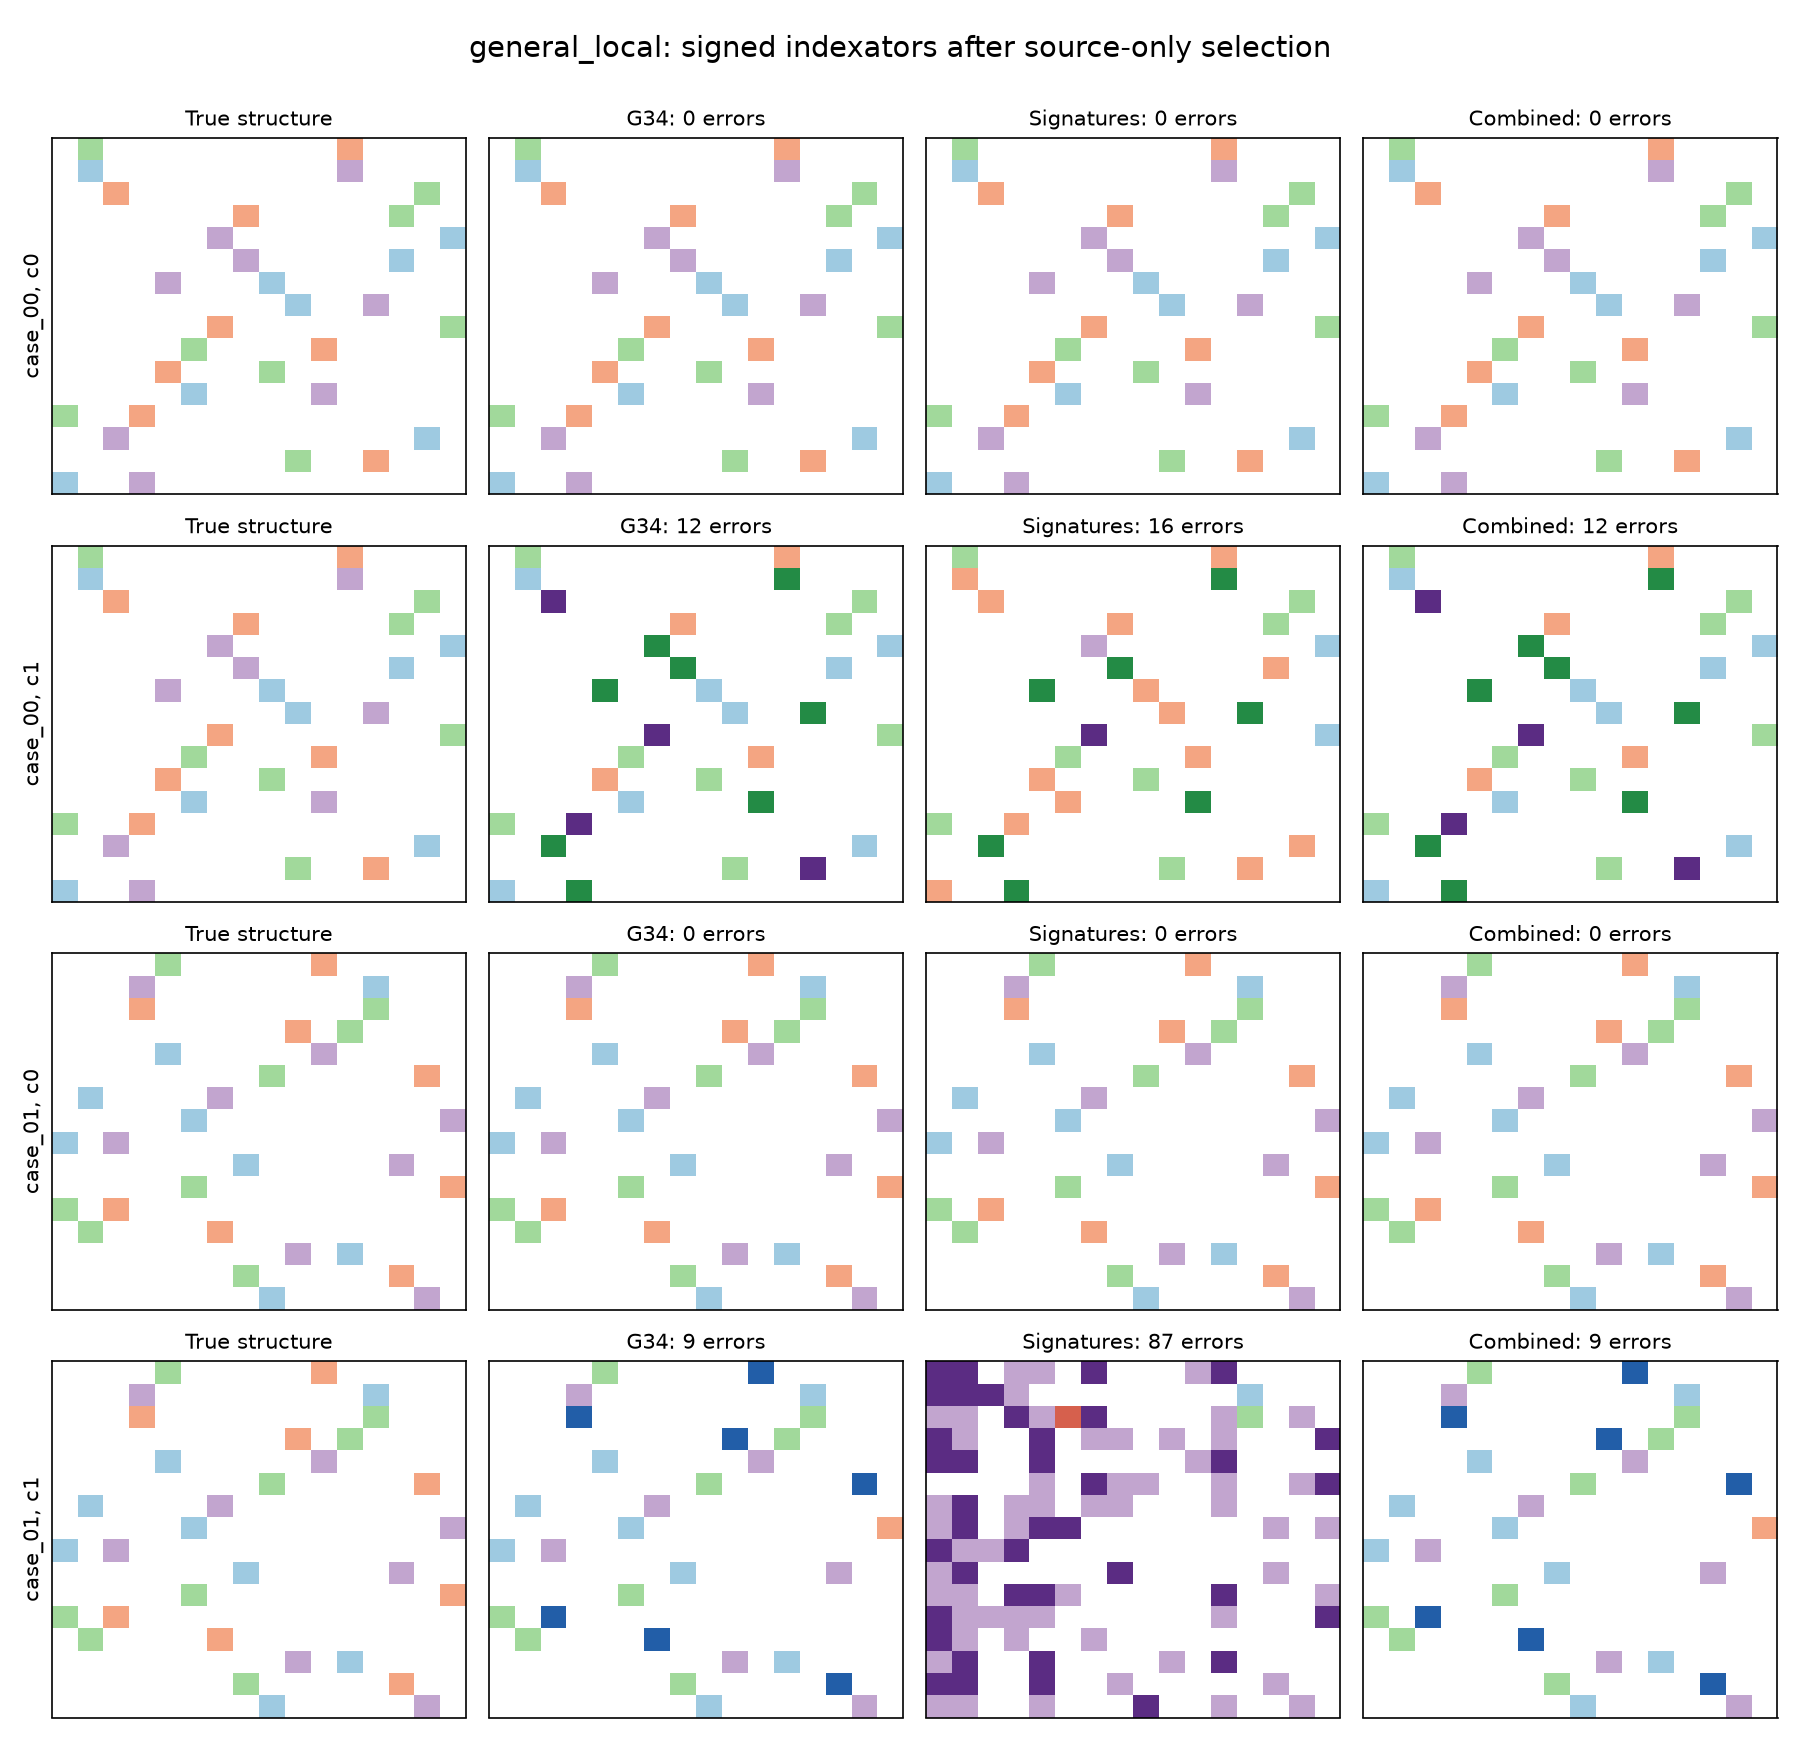 general_local: signed indexators after source-only selection
True structure
G34: 0 errors
Signatures: 0 errors
Combined: 0 errors
case_00, c0
True structure
G34: 12 errors
Signatures: 16 errors
Combined: 12 errors
case_00, c1
True structure
G34: 0 errors
Signatures: 0 errors
Combined: 0 errors
case_01, c0
True structure
G34: 9 errors
Signatures: 87 errors
Combined: 9 errors
case_01, c1